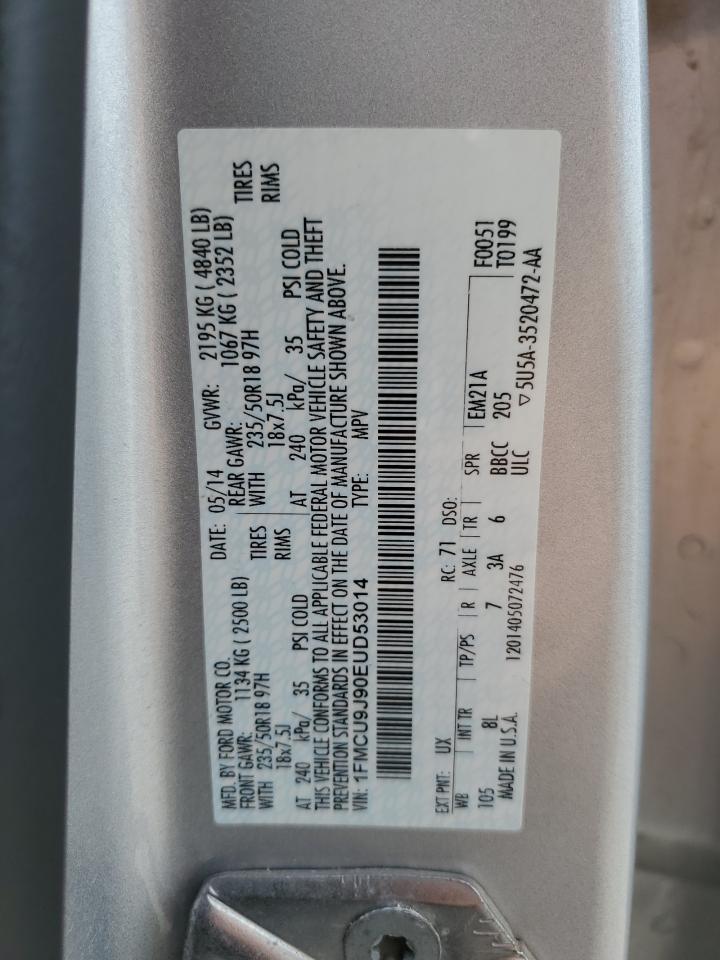 MFD. BY FORD MOTOR CO. DATE: 05/14 GVWR: 2195 KG ( 4840 LB)
FRONT GAWR: 1134 KG ( 2500 LB) REAR GAWR: 1067 KG ( 2352 LB)
WITH 235/50R18 97H TIRES WITH 235/50R18 97H TIRES
18x7.5J RIMS 18x7.5J RIMS
AT 240 kPa/ 35 PSI COLD AT 240 kPa/ 35 PSI COLD
THIS VEHICLE CONFORMS TO ALL APPLICABLE FEDERAL MOTOR VEHICLE SAFETY AND THEFT
PREVENTION STANDARDS IN EFFECT ON THE DATE OF MANUFACTURE SHOWN ABOVE.
VIN: 1FMCU9J90EUD53014 TYPE: MPV
EXT PNT: UX RC: 71 DSO: F0051
WB INT TR TP/PS R AXLE TR SPR EM21A T0199
105 8L 7 3A 6 BBCC 205
MADE IN U.S.A. 1201405072476 ULC ▽5U5A-3520472-AA